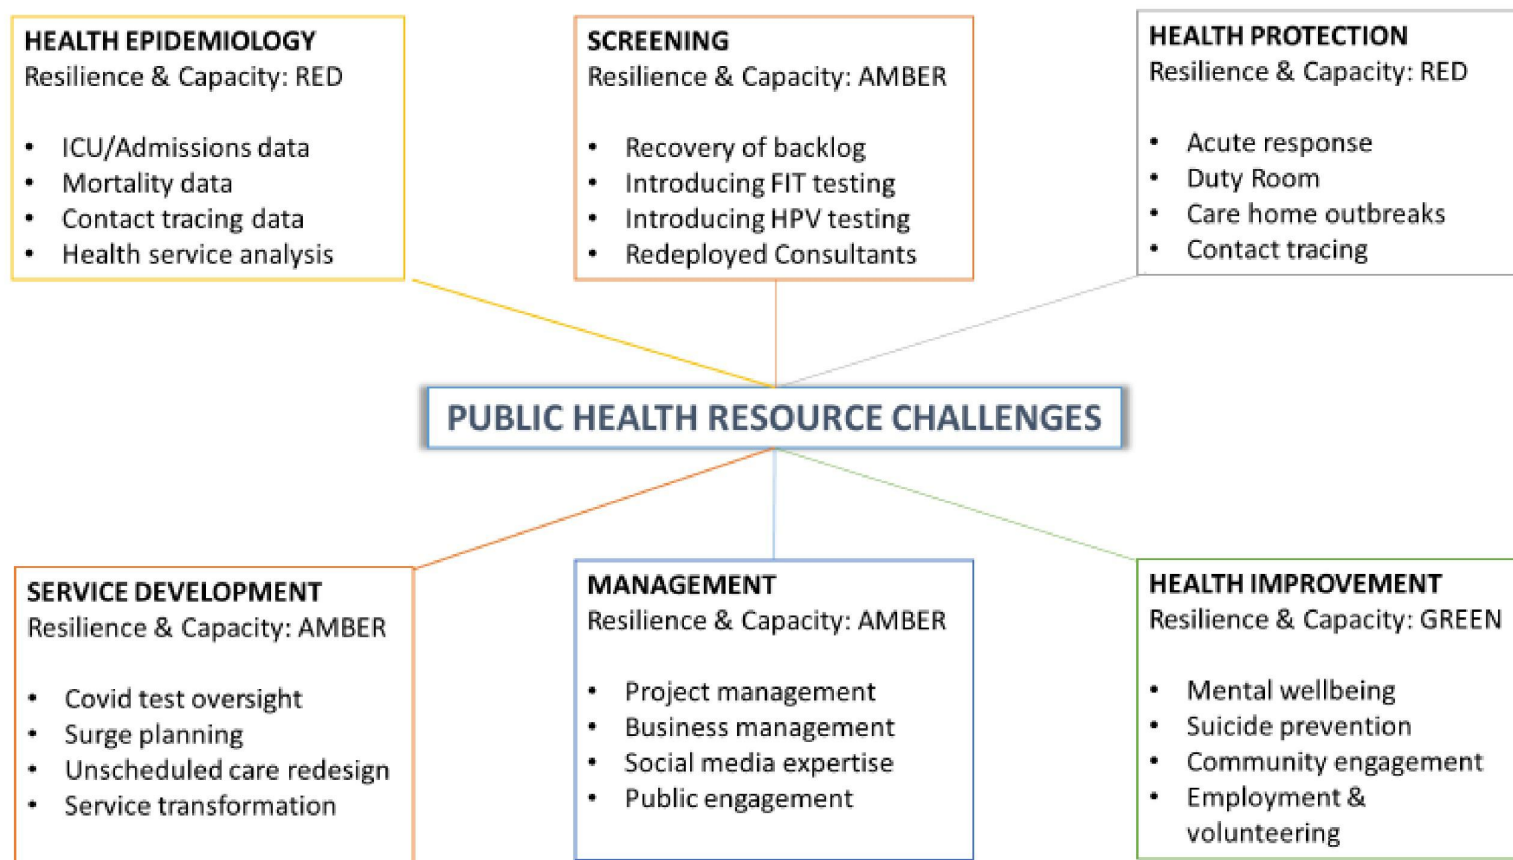 HEALTH EPIDEMIOLOGY
Resilience & Capacity: RED
• ICU/Admissions data
• Mortality data
• Contact tracing data
• Health service analysis
SCREENING
Resilience & Capacity: AMBER
• Recovery of backlog
• Introducing FIT testing
• Introducing HPV testing
• Redeployed Consultants
HEALTH PROTECTION
Resilience & Capacity: RED
• Acute response
• Duty Room
• Care home outbreaks
• Contact tracing
PUBLIC HEALTH RESOURCE CHALLENGES
SERVICE DEVELOPMENT
Resilience & Capacity: AMBER
• Covid test oversight
• Surge planning
• Unscheduled care redesign
• Service transformation
MANAGEMENT
Resilience & Capacity: AMBER
• Project management
• Business management
• Social media expertise
• Public engagement
HEALTH IMPROVEMENT
Resilience & Capacity: GREEN
• Mental wellbeing
• Suicide prevention
• Community engagement
• Employment &
volunteering